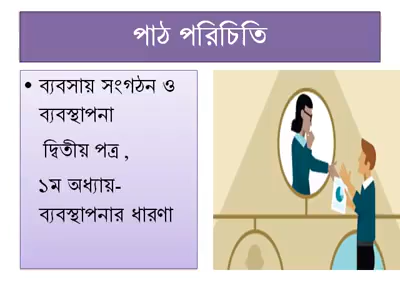 পাঠ পরিচিতি
• ব্যবসায় সংগঠন ও
ব্যবস্থাপনা
দ্বিতীয় পত্র ,
১ম অধ্যায়-
ব্যবস্থাপনার ধারণা